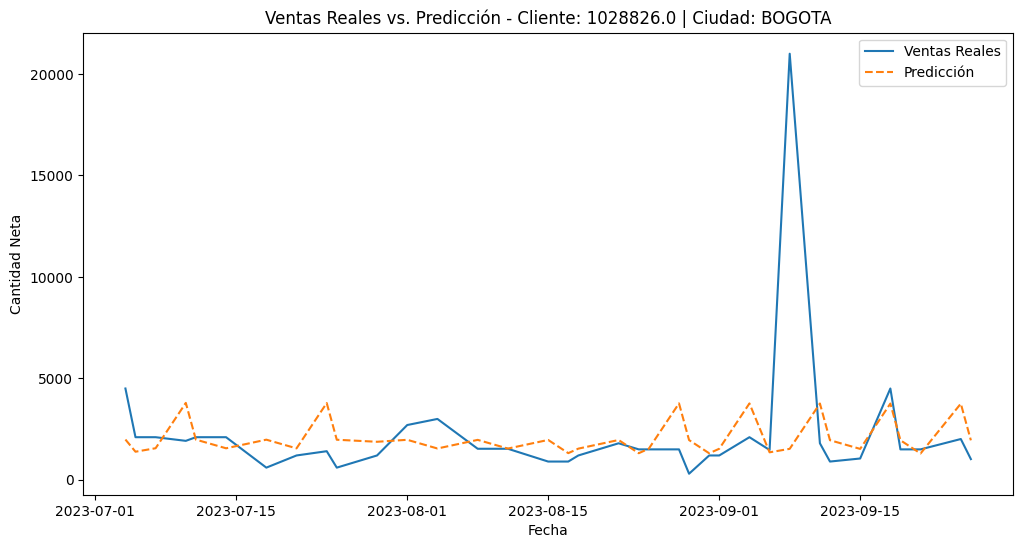 Ventas Reales vs. Predicción - Cliente: 1028826.0 | Ciudad: BOGOTA
Ventas Reales
Predicción
20000
15000
10000
5000
0
Cantidad Neta
2023-07-01
2023-07-15
2023-08-01
2023-08-15
2023-09-01
2023-09-15
Fecha